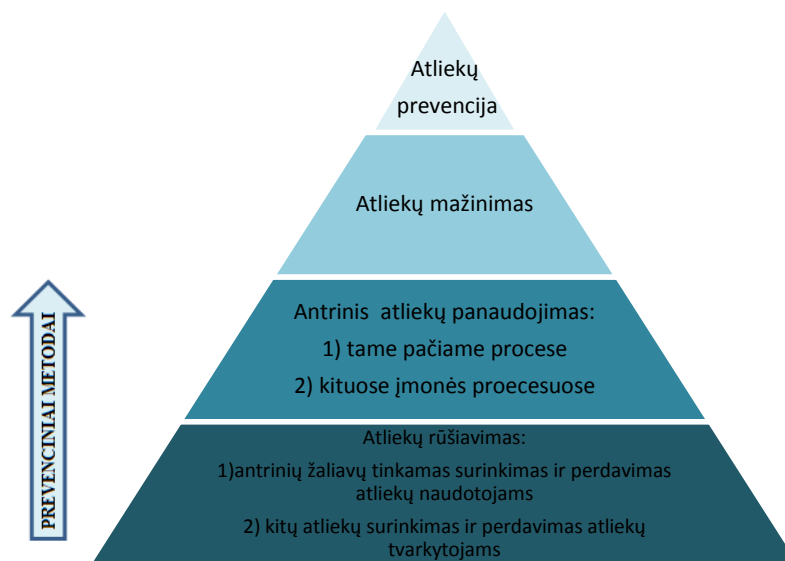 Atliekų
prevencija
Atliekų mažinimas
Antrinis atliekų panaudojimas:
1) tame pačiame procese
2) kituose įmonės proecesuose
Atliekų rūšiavimas:
1)antrinių žaliavų tinkamas surinkimas ir perdavimas
atliekų naudotojams
2) kitų atliekų surinkimas ir perdavimas atliekų
tvarkytojams
PREVENCINIAI METODAI